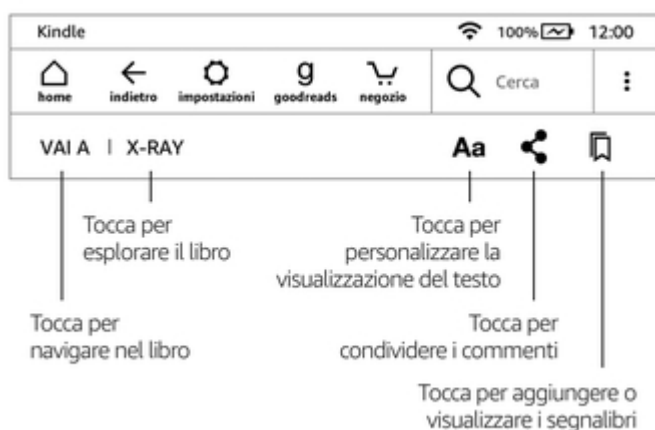 Kindle 100% 12:00
home indietro impostazioni goodreads negozio Cerca
VAI A | X-RAY Aa
Tocca per
esplorare il libro
Tocca per
personalizzare la
visualizzazione del testo
Tocca per
navigare nel libro
Tocca per
condividere i commenti
Tocca per aggiungere o
visualizzare i segnalibri